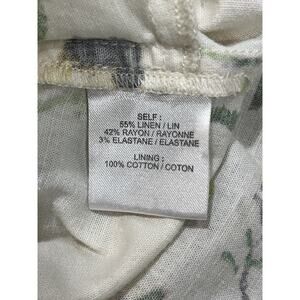 SELF :
55% LINEN / LIN
42% RAYON / RAYONNE
3% ELASTANE / ELASTANE
LINING :
100% COTTON / COTON